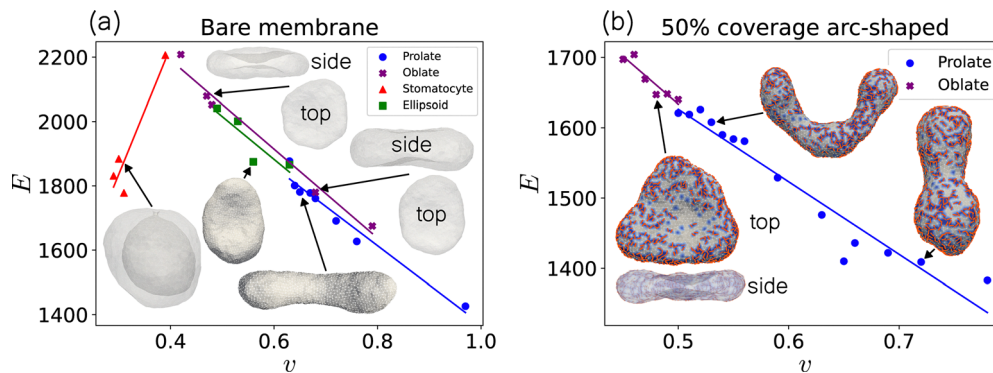 (a) Bare membrane
2200
2000
1800
1600
1400
E
0.4 0.6 0.8 1.0
v
side
top
side
top
Prolate
Oblate
Stomatocyte
Ellipsoid
(b) 50% coverage arc-shaped
1700
1600
1500
1400
E
0.5 0.6 0.7
v
Prolate
Oblate
top
side